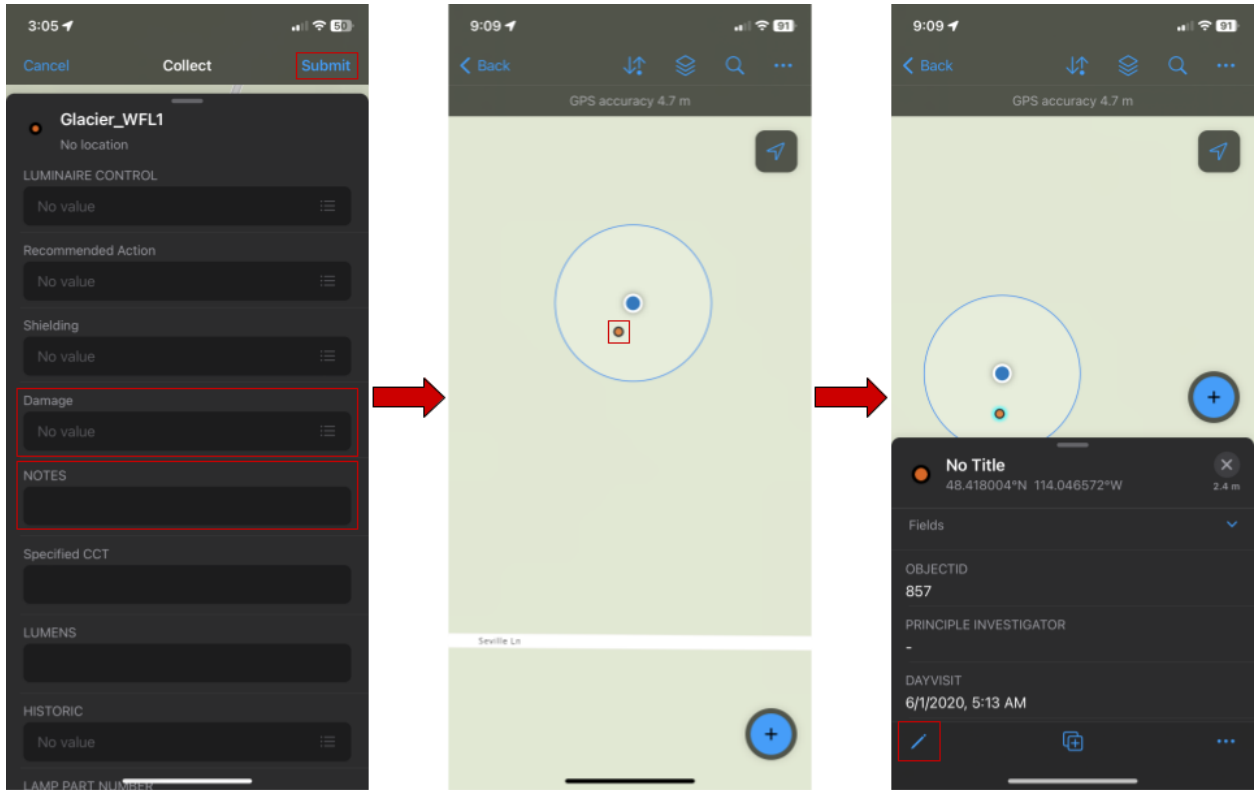 3:05
50
Cancel
Collect
Submit
Glacier_WFL1
No location
LUMINAIRE CONTROL
No value
Recommended Action
No value
Shielding
No value
Damage
No value
NOTES
Specified CCT
LUMENS
HISTORIC
No value
LAMP PART NUMBER
9:09
91
Back
GPS accuracy 4.7 m
Seville Ln
+
9:09
91
Back
GPS accuracy 4.7 m
+
No Title
48.418004°N 114.046572°W
2.4 m
Fields
OBJECTID
857
PRINCIPLE INVESTIGATOR
-
DAYVISIT
6/1/2020, 5:13 AM